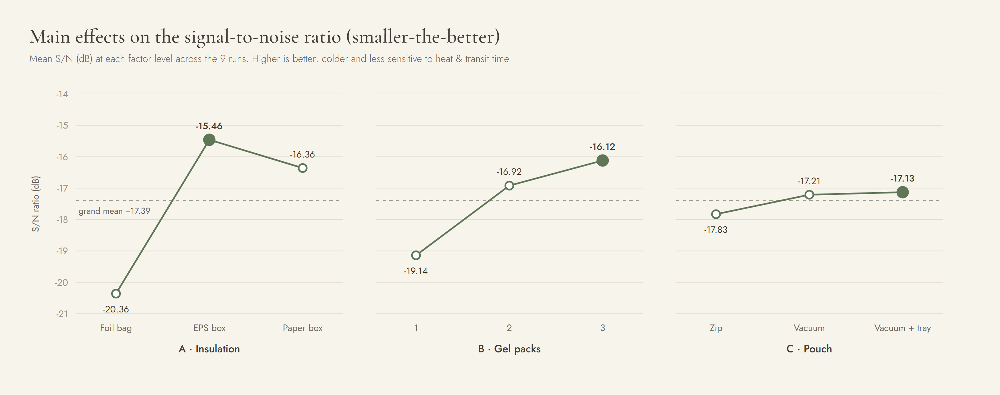 Main effects on the signal-to-noise ratio (smaller-the-better)
Mean S/N (dB) at each factor level across the 9 runs. Higher is better: colder and less sensitive to heat & transit time.
S/N ratio (dB)
-14
-15
-16
-17
-18
-19
-20
-21
grand mean −17.39
-20.36
-15.46
-16.36
Foil bag
EPS box
Paper box
A · Insulation
-19.14
-16.92
-16.12
1
2
3
B · Gel packs
-17.83
-17.21
-17.13
Zip
Vacuum
Vacuum + tray
C · Pouch